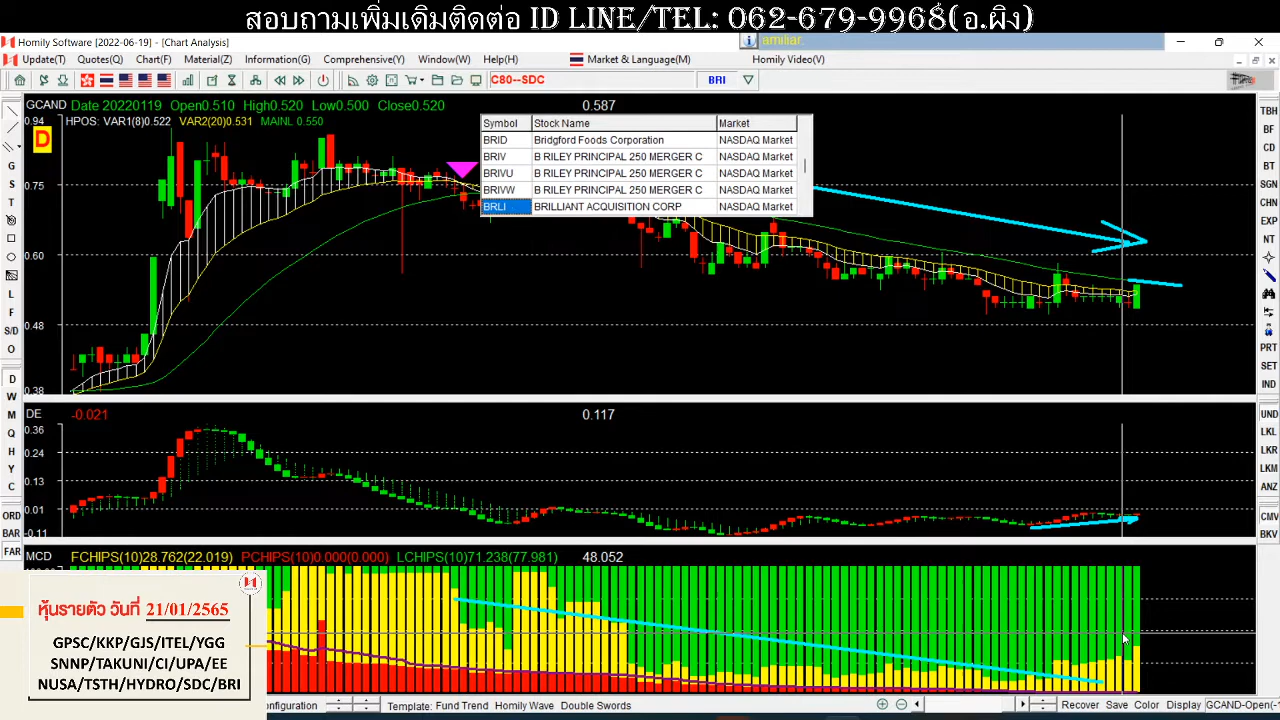 สอบถามเพิ่มเติมติดต่อ ID LINE/TEL: 062-679-9968(อ.ผิง)
Homily Software [2022-06-19] - [Chart Analysis]
amiliar.
Update(T) Quotes(Q) Chart(F) Material(Z) Information(G) Comprehensive(Y) Window(W) Help(H) Market & Language(M) Homily Video(V)
C80--SDC BRI
GCAND Date 20220119 Open0.510 High0.520 Low0.500 Close0.520 0.587
0.94 HPOS: VAR1(8)0.522 VAR2(20)0.531 MAINL 0.550
D
Symbol Stock Name Market
BRID Bridgford Foods Corporation NASDAQ Market
BRIV B RILEY PRINCIPAL 250 MERGER C NASDAQ Market
BRIVU B RILEY PRINCIPAL 250 MERGER C NASDAQ Market
BRIVW B RILEY PRINCIPAL 250 MERGER C NASDAQ Market
BRLI BRILLIANT ACQUISITION CORP NASDAQ Market
0.75
0.60
0.48
0.38
DE -0.021 0.117
0.36
0.24
0.13
0.01
-0.11
MCD FCHIPS(10)28.762(22.019) PCHIPS(10)0.000(0.000) LCHIPS(10)71.238(77.981) 48.052
G
S
T
L
F
S/D
O
D
W
M
Q
H
Y
C
ORD
BAR
FAR
TBH
BF
CD
BT
SGN
CHN
EXP
NT
PRT
SET
IND
UND
LKL
LKR
LKM
ANZ
CMV
BKV
หุ้นรายตัว วันที่ 21/01/2565
GPSC/KKP/GJS/ITEL/YGG
SNNP/TAKUNI/CI/UPA/EE
NUSA/TSTH/HYDRO/SDC/BRI
onfiguration Template: Fund Trend Homily Wave Double Swords Recover Save Color Display GCAND-Open(-